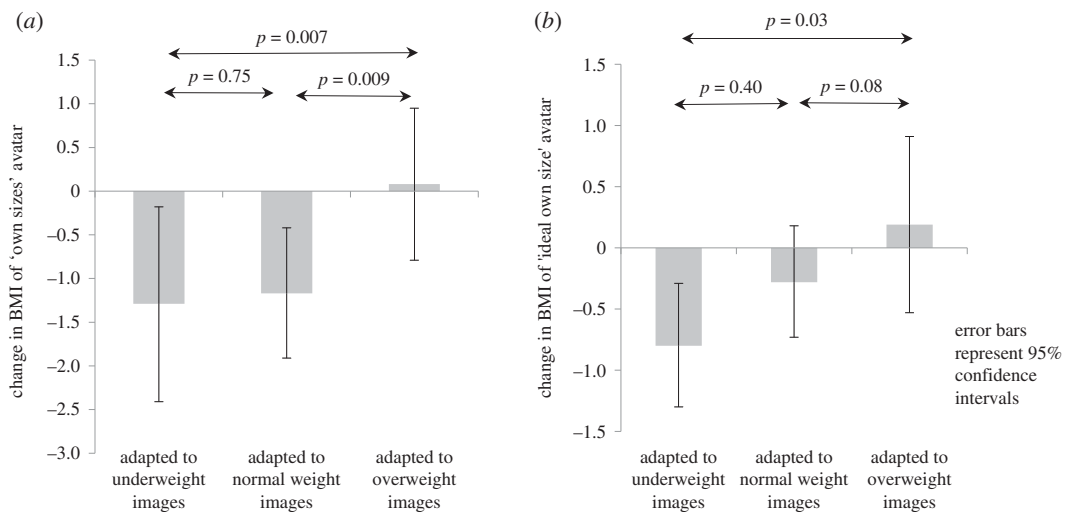 (a)
p = 0.007
p = 0.75
p = 0.009
change in BMI of ‘own sizes’ avatar
1.5
1.0
0.5
0
–0.5
–1.0
–1.5
–2.0
–2.5
–3.0
adapted to
underweight
images
adapted to
normal weight
images
adapted to
overweight
images
(b)
p = 0.03
p = 0.40
p = 0.08
change in BMI of 'ideal own size' avatar
1.5
1.0
0.5
0
–0.5
–1.0
–1.5
adapted to
underweight
images
adapted to
normal weight
images
adapted to
overweight
images
error bars
represent 95%
confidence
intervals